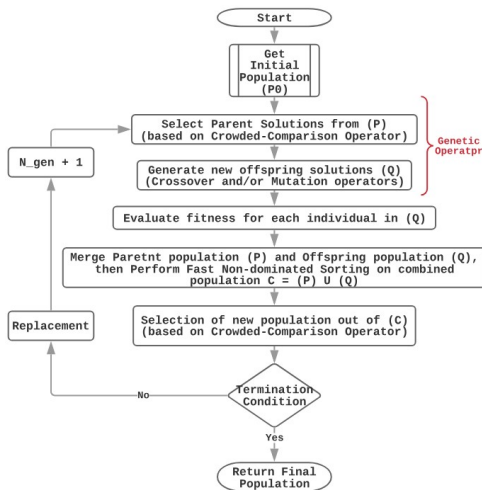 Start
Get
Initial
Population
(P0)
Select Parent Solutions from (P)
(based on Crowded-Comparison Operator)
Genetic
Operatpr
N_gen + 1
Generate new offspring solutions (Q)
(Crossover and/or Mutation operators)
Evaluate fitness for each individual in (Q)
Merge Paretnt population (P) and Offspring population (Q),
then Perform Fast Non-dominated Sorting on combined
population C = (P) U (Q)
Replacement
Selection of new population out of (C)
(based on Crowded-Comparison Operator)
No
Termination
Condition
Yes
Return Final
Population